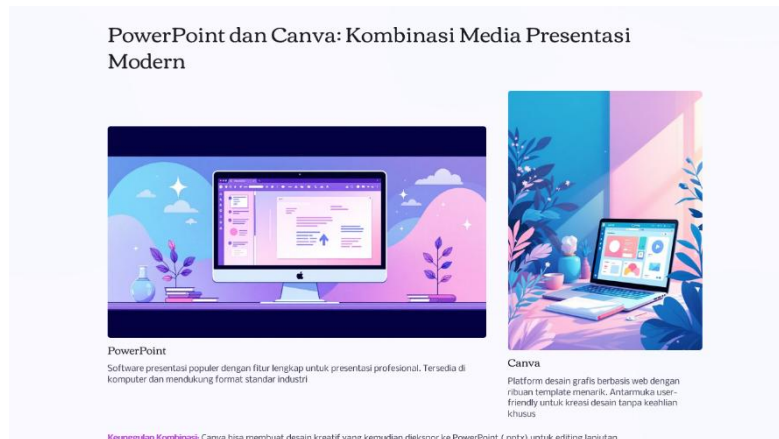 PowerPoint dan Canva: Kombinasi Media Presentasi
Modern
PowerPoint
Software presentasi populer dengan fitur lengkap untuk presentasi profesional. Tersedia di
komputer dan mendukung format standar industri
Canva
Platform desain grafis berbasis web dengan
ribuan template menarik. Antarmuka user-
friendly untuk kreasi desain tanpa keahlian
khusus
Keunggulan Kombinasi: Canva bisa membuat desain kreatif yang kemudian diekspor ke PowerPoint (.pptx) untuk editing lanjutan